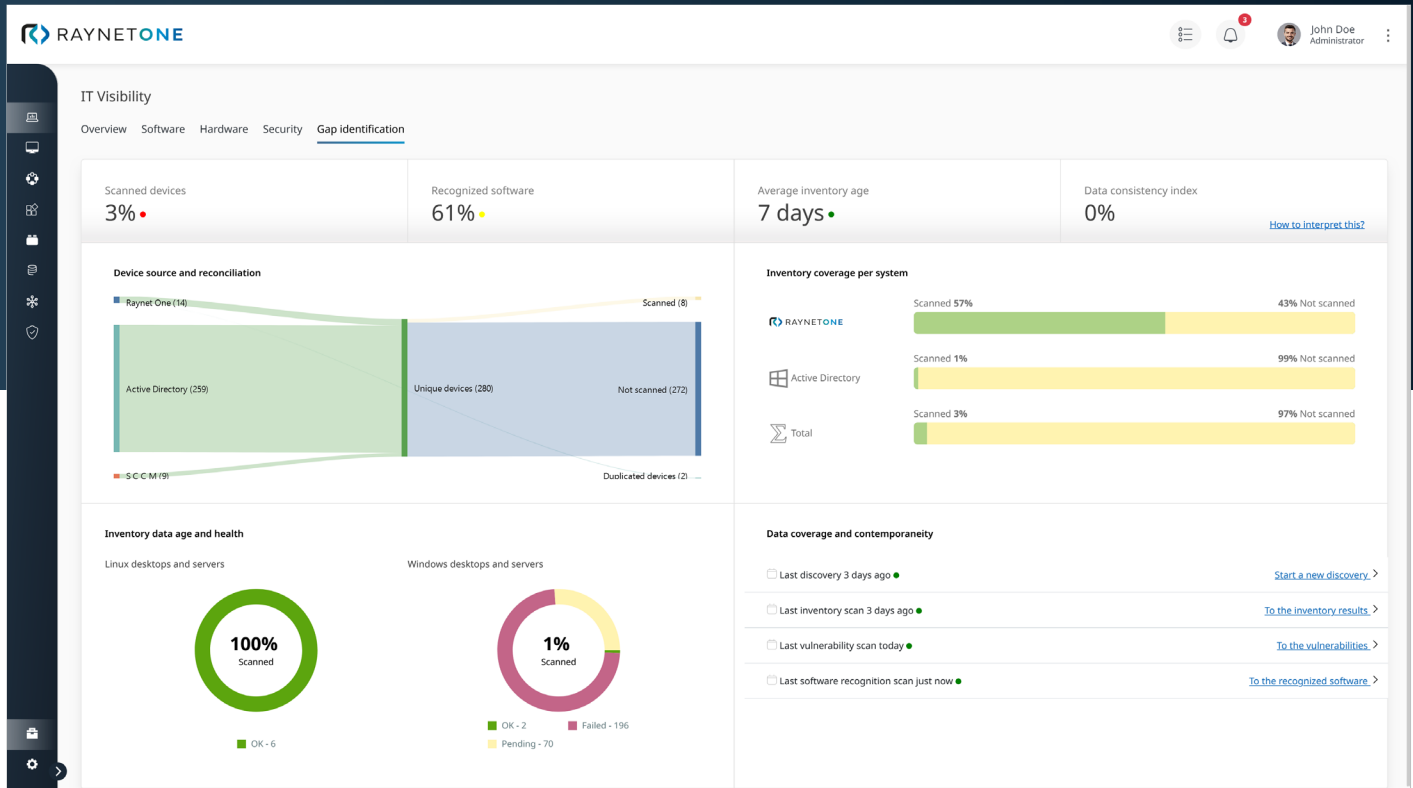 RAYNETONE
3
John Doe
Administrator
IT Visibility
Overview Software Hardware Security Gap identification
Scanned devices
3%
Recognized software
61%
Average inventory age
7 days
Data consistency index
0%
How to interpret this?
Device source and reconciliation
Raynet One (14)
Scanned (8)
Active Directory (259)
Unique devices (280)
Not scanned (272)
S C C M (9)
Duplicated devices (2)
Inventory coverage per system
RAYNETONE
Scanned 57%
43% Not scanned
Active Directory
Scanned 1%
99% Not scanned
Total
Scanned 3%
97% Not scanned
Inventory data age and health
Linux desktops and servers
100%
Scanned
OK - 6
Windows desktops and servers
1%
Scanned
OK - 2
Failed - 196
Pending - 70
Data coverage and contemporaneity
Last discovery 3 days ago
Start a new discovery
Last inventory scan 3 days ago
To the inventory results
Last vulnerability scan today
To the vulnerabilities
Last software recognition scan just now
To the recognized software